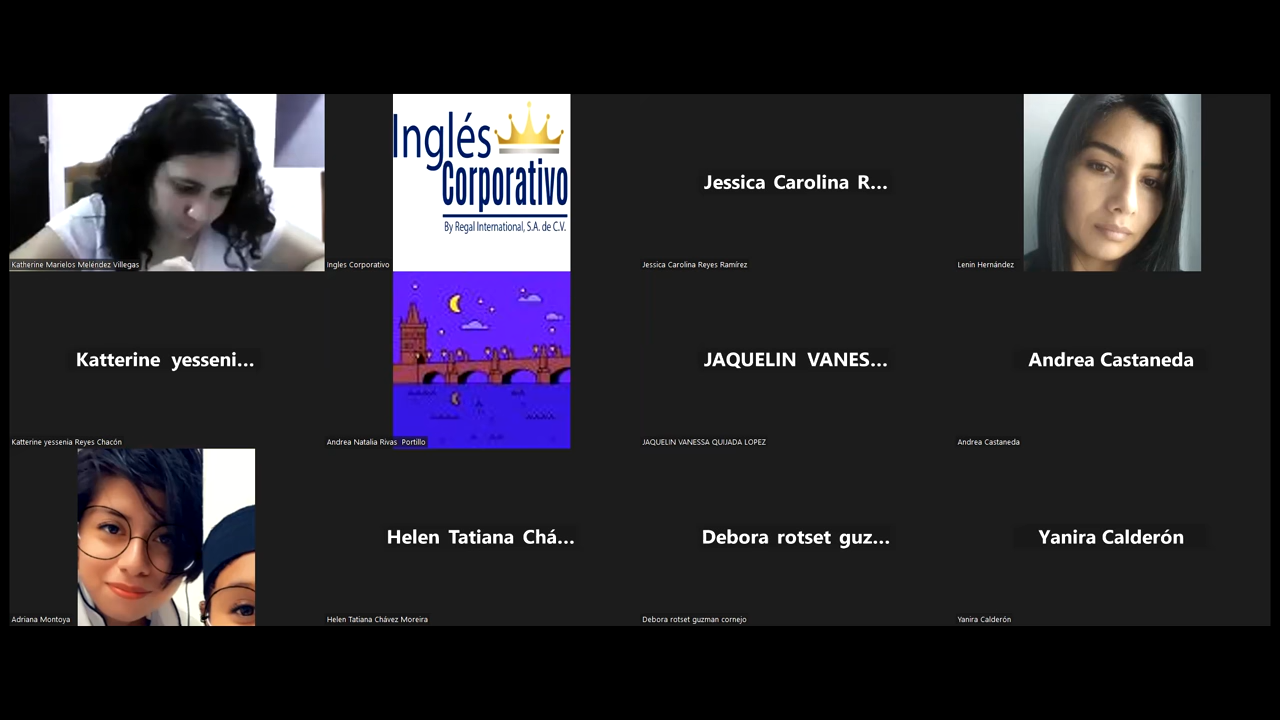 Inglés
Corporativo
By Regal International, S.A. de C.V.
Jessica Carolina R...
Katherine Marielos Meléndez Villegas
Ingles Corporativo
Jessica Carolina Reyes Ramírez
Lenin Hernández
Katterine yesseni...
JAQUELIN VANES...
Andrea Castaneda
Katterine yessenia Reyes Chacón
Andrea Natalia Rivas Portillo
JAQUELIN VANESSA QUIJADA LOPEZ
Andrea Castaneda
Helen Tatiana Chá...
Debora rotset guz...
Yanira Calderón
Adriana Montoya
Helen Tatiana Chávez Moreira
Debora rotset guzman cornejo
Yanira Calderón